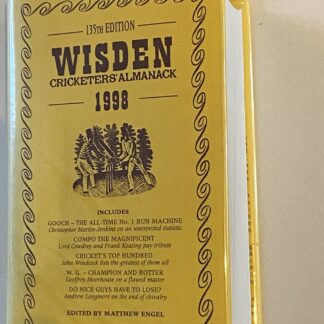 135TH EDITION
WISDEN
CRICKETERS' ALMANACK
1998
INCLUDES
GOOCH – THE ALL-TIME No. 1 RUN MACHINE
Christopher Martin-Jenkins on an unexpected statistic
COMPO THE MAGNIFICENT
Lord Cowdrey and Frank Keating pay tribute
CRICKET'S TOP HUNDRED
John Woodcock lists the greatest of them all
W. G. – CHAMPION AND ROTTER
Geoffrey Moorhouse on a flawed master
DO NICE GUYS HAVE TO LOSE?
Andrew Longmore on the end of chivalry
EDITED BY MATTHEW ENGEL